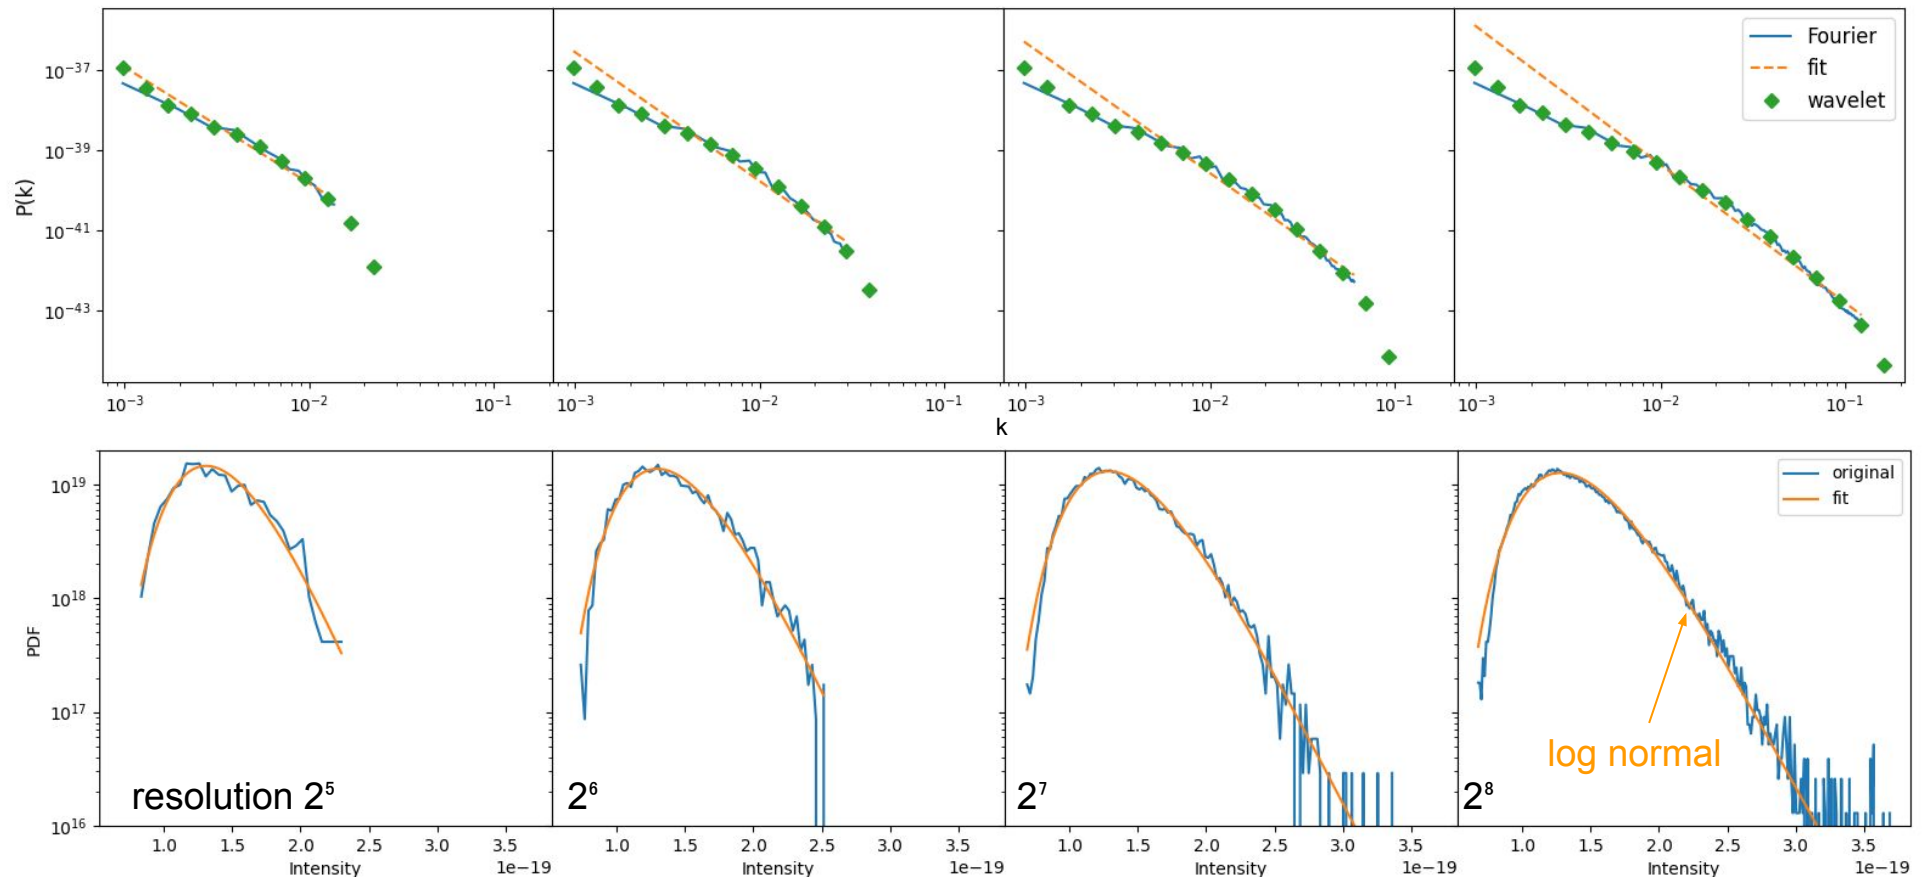 Fourier
fit
wavelet
P(k)
10⁻³⁷
10⁻³⁹
10⁻⁴¹
10⁻⁴³
10⁻³ 10⁻² 10⁻¹ 10⁻³ 10⁻² 10⁻¹ 10⁻³ 10⁻² 10⁻¹ 10⁻³ 10⁻² 10⁻¹
k
original
fit
PDF
10¹⁹
10¹⁸
10¹⁷
10¹⁶
log normal
resolution 2⁵ 2⁶ 2⁷ 2⁸
1.0 1.5 2.0 2.5 3.0 3.5 1.0 1.5 2.0 2.5 3.0 3.5 1.0 1.5 2.0 2.5 3.0 3.5 1.0 1.5 2.0 2.5 3.0 3.5
Intensity 1e−19 Intensity 1e−19 Intensity 1e−19 Intensity 1e−19